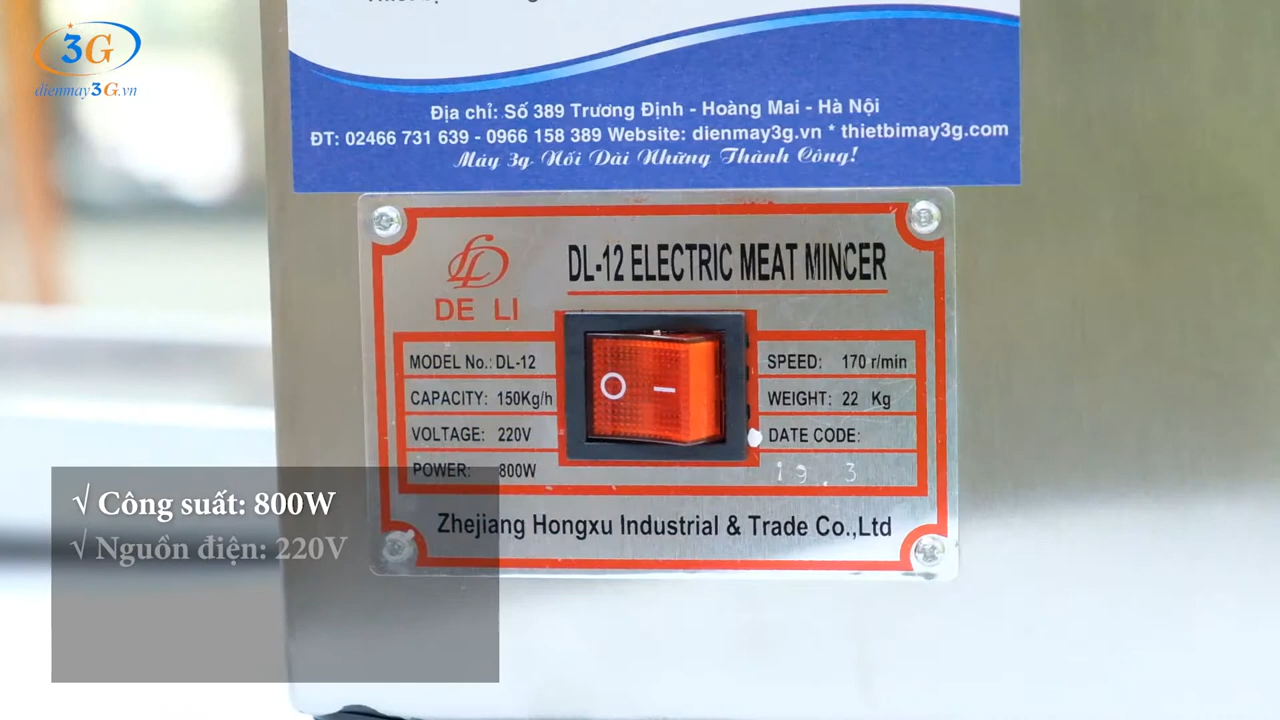 3G
dienmay3G.vn
Địa chỉ: Số 389 Trương Định - Hoàng Mai - Hà Nội
ĐT: 02466 731 639 - 0966 158 389 Website: dienmay3g.vn * thietbimay3g.com
Máy 3g Nối Dài Những Thành Công!
DL-12 ELECTRIC MEAT MINCER
DE LI
MODEL No.: DL-12
CAPACITY: 150Kg/h
VOLTAGE: 220V
POWER: 800W
SPEED: 170 r/min
WEIGHT: 22 Kg
DATE CODE:
19.3
Zhejiang Hongxu Industrial & Trade Co.,Ltd
√ Công suất: 800W
√ Nguồn điện: 220V